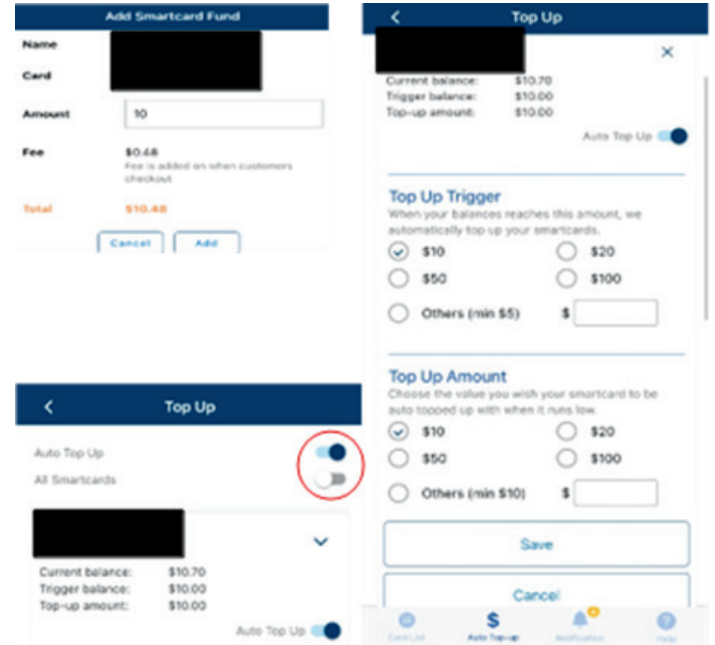 Add Smartcard Fund
Name
Card
Amount 10
Fee $0.48
Fee is added on when customers
checkout
Total $10.48
Cancel Add
Top Up
Auto Top Up
All Smartcards
Current balance: $10.70
Trigger balance: $10.00
Top-up amount: $10.00
Auto Top Up
Top Up
Current balance: $10.70
Trigger balance: $10.00
Top-up amount: $10.00
Auto Top Up
Top Up Trigger
When your balances reaches this amount, we
automatically top up your smartcards.
$10 $20
$50 $100
Others (min $5) $
Top Up Amount
Choose the value you wish your smartcard to be
auto topped up with when it runs low.
$10 $20
$50 $100
Others (min $10) $
Save
Cancel
Card List Auto Top-up Notification Help